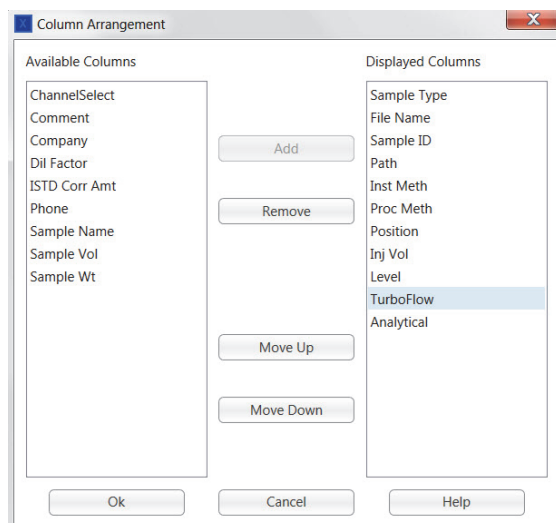 X Column Arrangement X
Available Columns
ChannelSelect
Comment
Company
Dil Factor
ISTD Corr Amt
Phone
Sample Name
Sample Vol
Sample Wt
Add
Remove
Move Up
Move Down
Displayed Columns
Sample Type
File Name
Sample ID
Path
Inst Meth
Proc Meth
Position
Inj Vol
Level
TurboFlow
Analytical
Ok
Cancel
Help